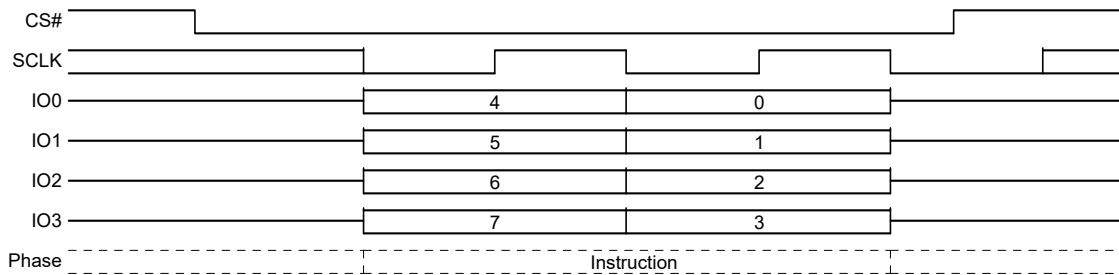 CS#
SCLK
IO0 4 0
IO1 5 1
IO2 6 2
IO3 7 3
Phase Instruction